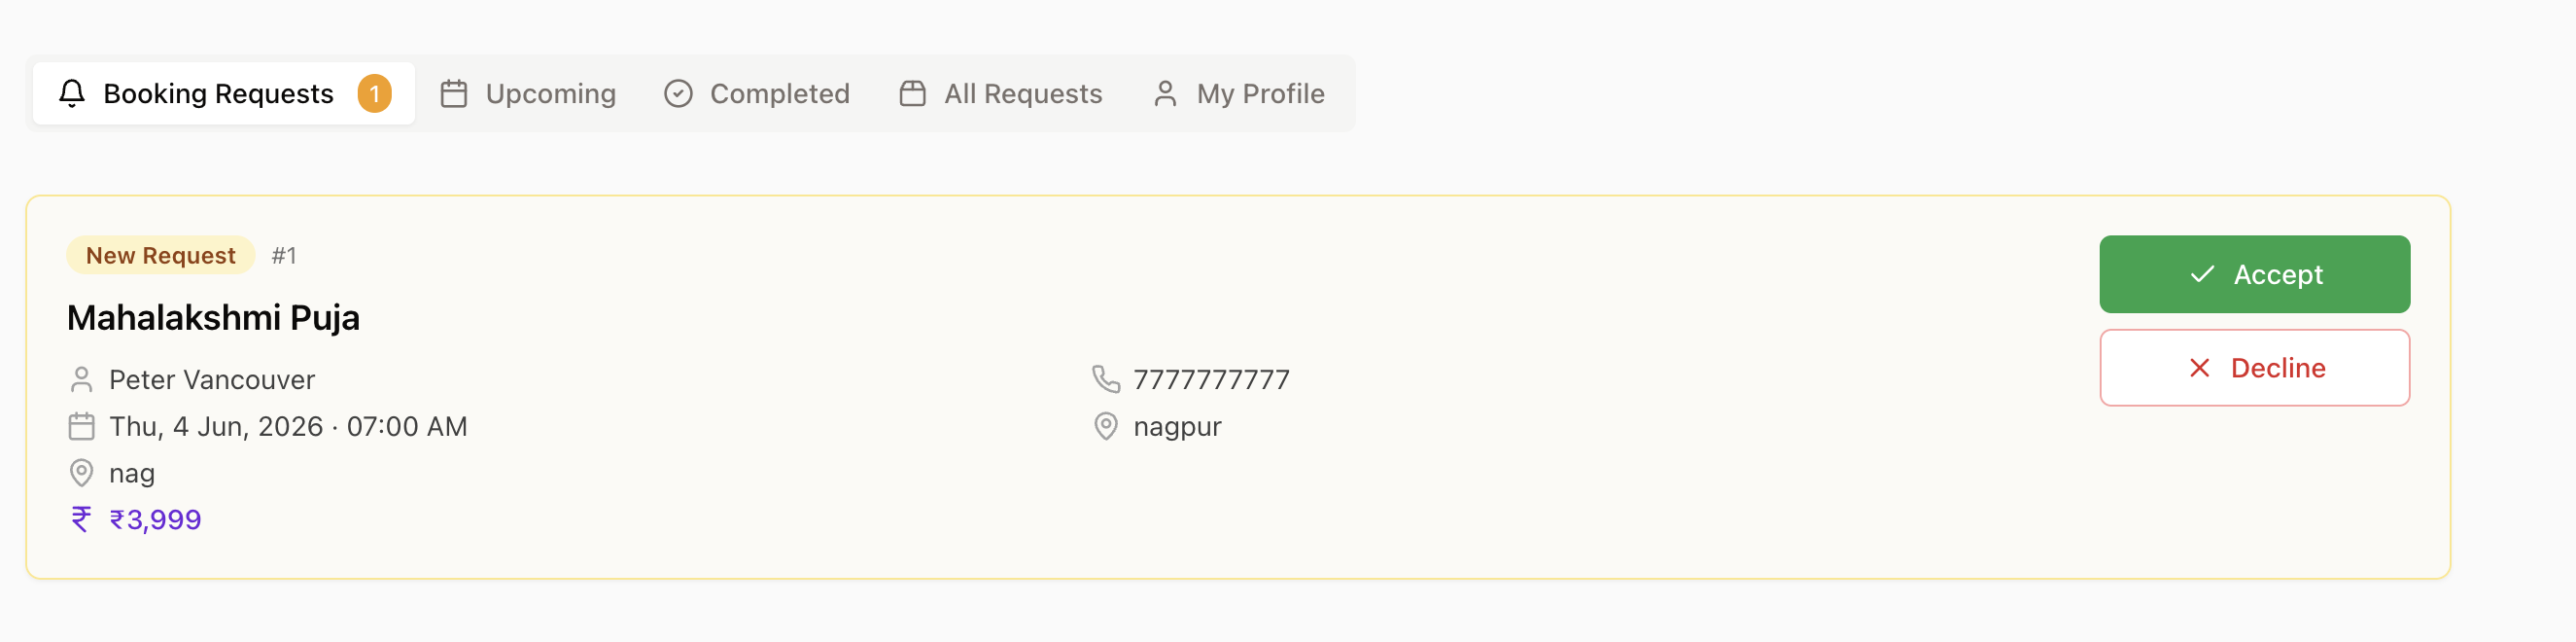 Booking Requests 1 Upcoming Completed All Requests My Profile
New Request #1
Mahalakshmi Puja
Peter Vancouver
7777777777
Thu, 4 Jun, 2026 · 07:00 AM
nagpur
nag
₹ ₹3,999
Accept
Decline